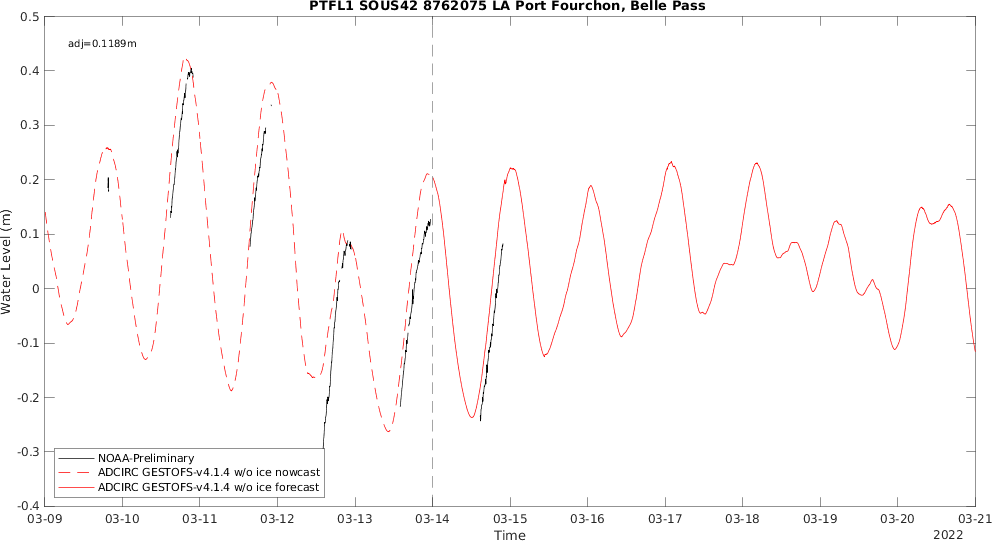 PTFL1 SOUS42 8762075 LA Port Fourchon, Belle Pass
adj=0.1189m
0.5
0.4
0.3
0.2
0.1
0
-0.1
-0.2
-0.3
-0.4
Water Level (m)
NOAA-Preliminary
ADCIRC GESTOFS-v4.1.4 w/o ice nowcast
ADCIRC GESTOFS-v4.1.4 w/o ice forecast
03-09 03-10 03-11 03-12 03-13 03-14 03-15 03-16 03-17 03-18 03-19 03-20 03-21
Time
2022